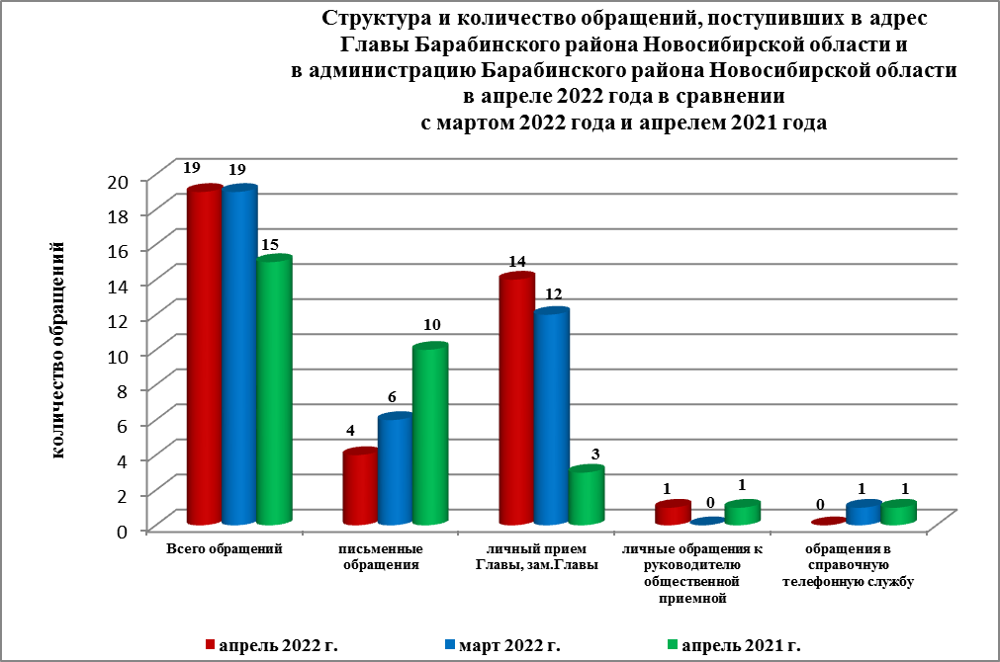 Структура и количество обращений, поступивших в адрес
Главы Барабинского района Новосибирской области и
в администрацию Барабинского района Новосибирской области
в апреле 2022 года в сравнении
с мартом 2022 года и апрелем 2021 года
количество обращений
20
18
16
14
12
10
8
6
4
2
0
19
19
15
4
6
10
14
12
3
1
0
1
0
1
1
Всего обращений
письменные
обращения
личный прием
Главы, зам.Главы
личные обращения к
руководителю
общественной
приемной
обращения в
справочную
телефонную службу
апрель 2022 г.
март 2022 г.
апрель 2021 г.